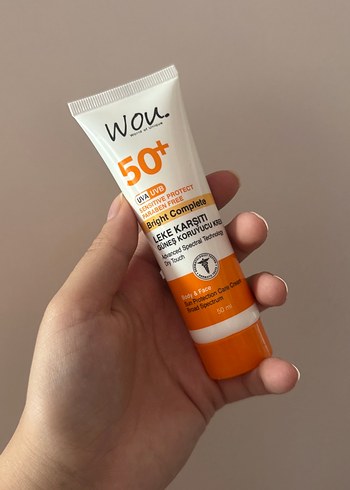 Wou.
50+
UVA UVB
SENSITIVE PROTECT
PARABEN FREE
Bright Complete
LEKE KARŞITI
GÜNEŞ KORUYUCU KREM
Advanced Spectral Technology
Dry Touch
Body & Face
Sun Protection Care Cream
Broad Spectrum
50 ml